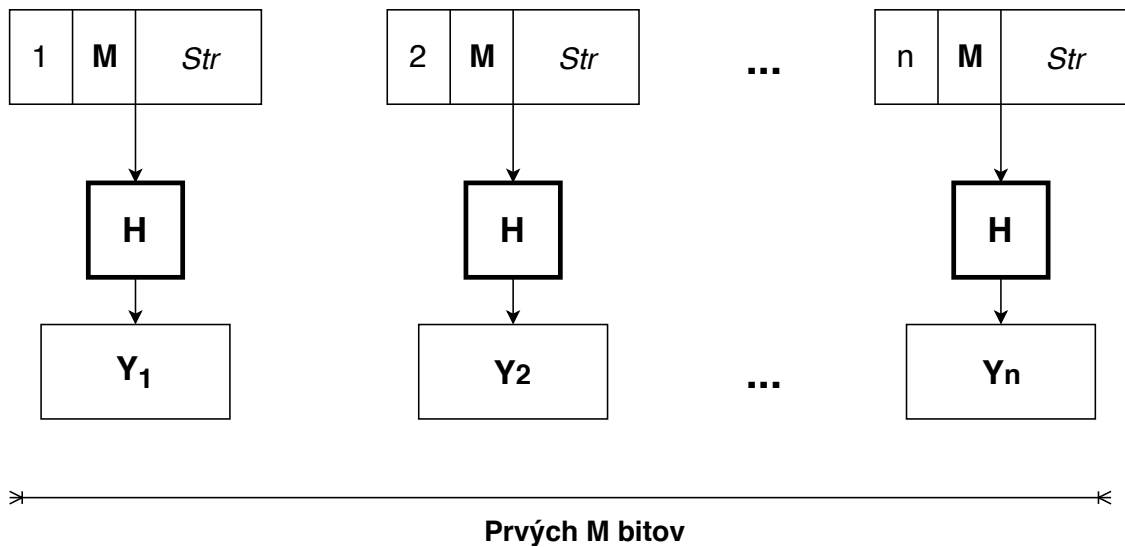 1 M Str 2 M Str ... n M Str
H H H
Y1 Y2 ... Yn
Prvých M bitov